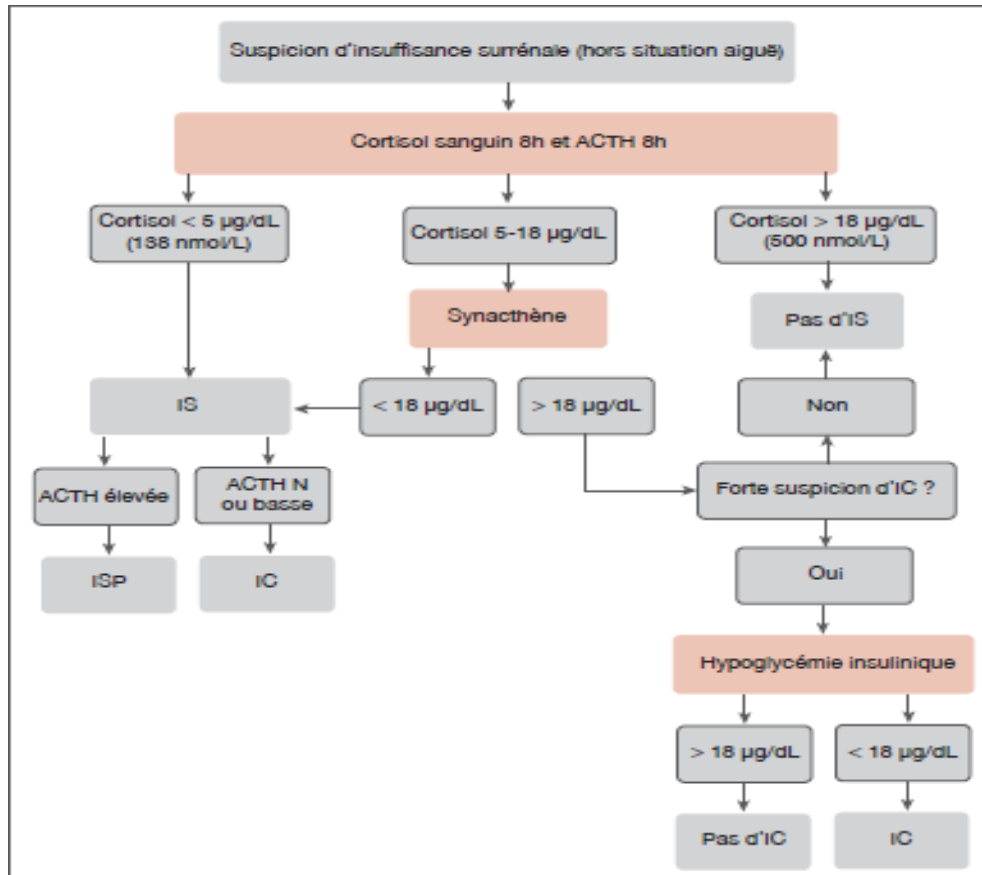 Suspicion d'insuffisance surrénale (hors situation aiguë)
Cortisol sanguin 8h et ACTH 8h
Cortisol < 5 µg/dL
(138 nmol/L)
Cortisol 5-18 µg/dL
Cortisol > 18 µg/dL
(500 nmol/L)
Synacthène
Pas d'IS
IS
< 18 µg/dL
> 18 µg/dL
Non
ACTH élevée
ACTH N
ou basse
Forte suspicion d'IC ?
ISP
IC
Oui
Hypoglycémie insulinique
> 18 µg/dL
< 18 µg/dL
Pas d'IC
IC